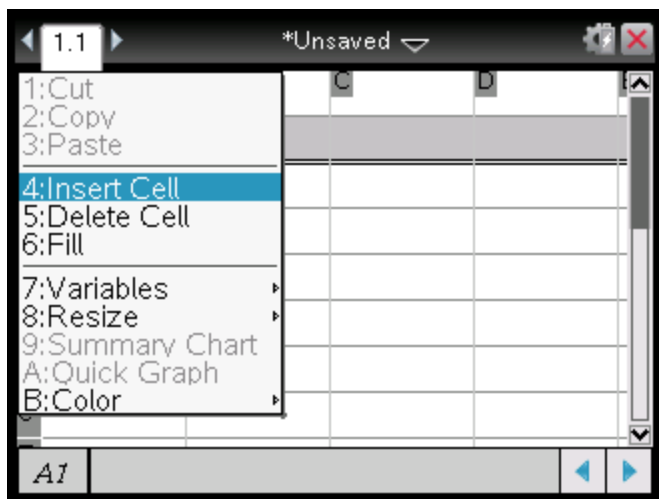 1.1 *Unsaved
C D
1:Cut
2:Copy
3:Paste
4:Insert Cell
5:Delete Cell
6:Fill
7:Variables
8:Resize
9:Summary Chart
A:Quick Graph
B:Color
A1